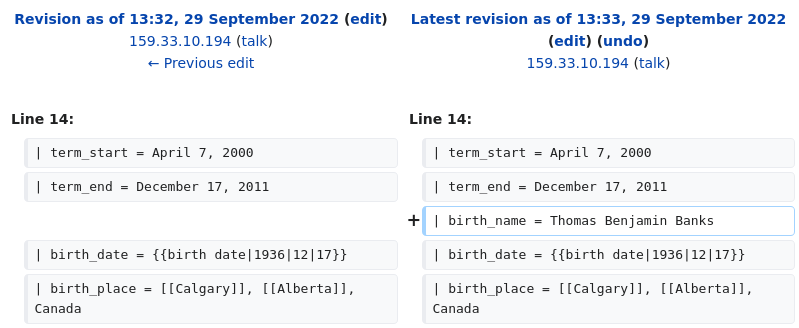 Revision as of 13:32, 29 September 2022 (edit)
159.33.10.194 (talk)
← Previous edit
Latest revision as of 13:33, 29 September 2022
(edit) (undo)
159.33.10.194 (talk)
Line 14:
Line 14:
| term_start = April 7, 2000
| term_start = April 7, 2000
| term_end = December 17, 2011
| term_end = December 17, 2011
+ | birth_name = Thomas Benjamin Banks
| birth_date = {{birth date|1936|12|17}}
| birth_date = {{birth date|1936|12|17}}
| birth_place = [[Calgary]], [[Alberta]],
Canada
| birth_place = [[Calgary]], [[Alberta]],
Canada